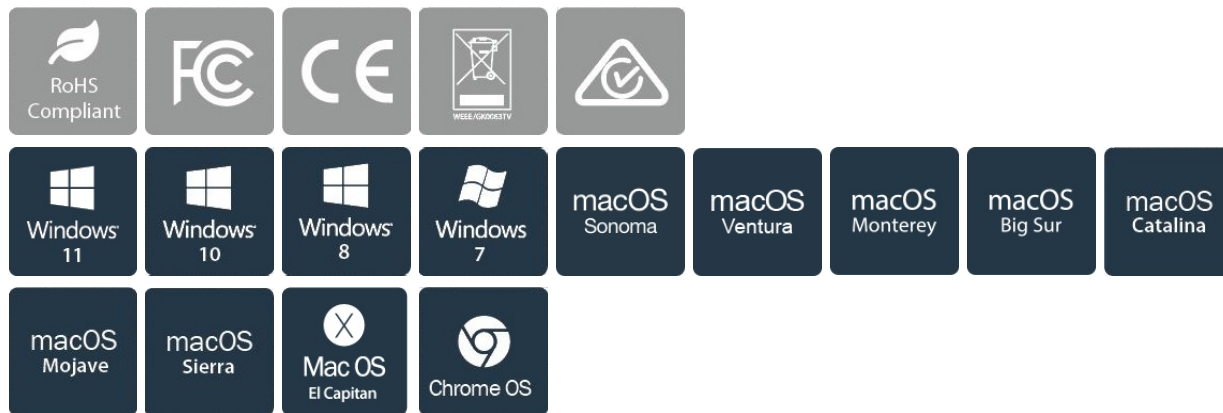 RoHS
Compliant
FC
CE
WEEE/GK0063TV
Windows
11
Windows
10
Windows
8
Windows
7
macOS
Sonoma
macOS
Ventura
macOS
Monterey
macOS
Big Sur
macOS
Catalina
macOS
Mojave
macOS
Sierra
X
Mac OS
El Capitan
Chrome OS